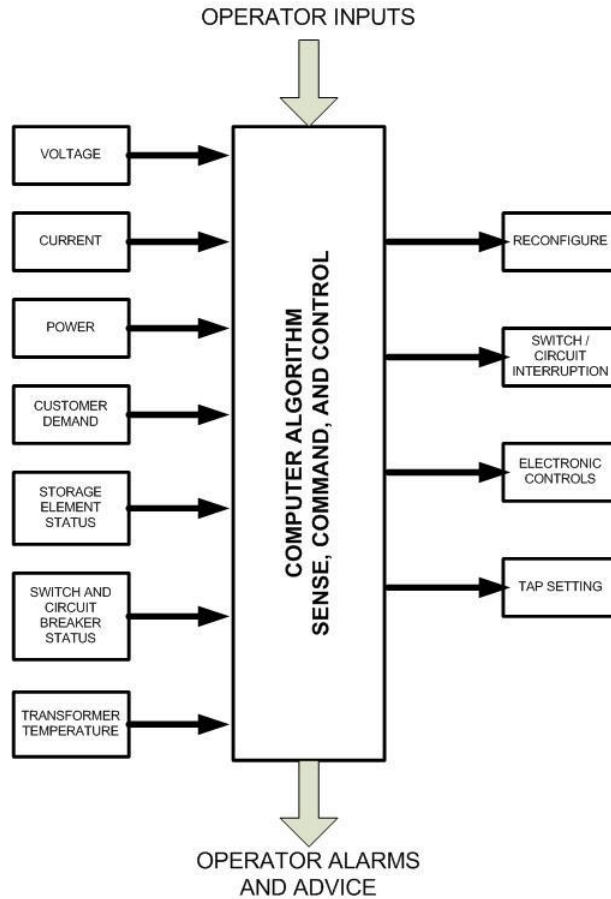 OPERATOR INPUTS
VOLTAGE
CURRENT
POWER
CUSTOMER
DEMAND
STORAGE
ELEMENT
STATUS
SWITCH AND
CIRCUIT
BREAKER
STATUS
TRANSFORMER
TEMPERATURE
COMPUTER ALGORITHM
SENSE, COMMAND, AND CONTROL
RECONFIGURE
SWITCH /
CIRCUIT
INTERRUPTION
ELECTRONIC
CONTROLS
TAP SETTING
OPERATOR ALARMS
AND ADVICE